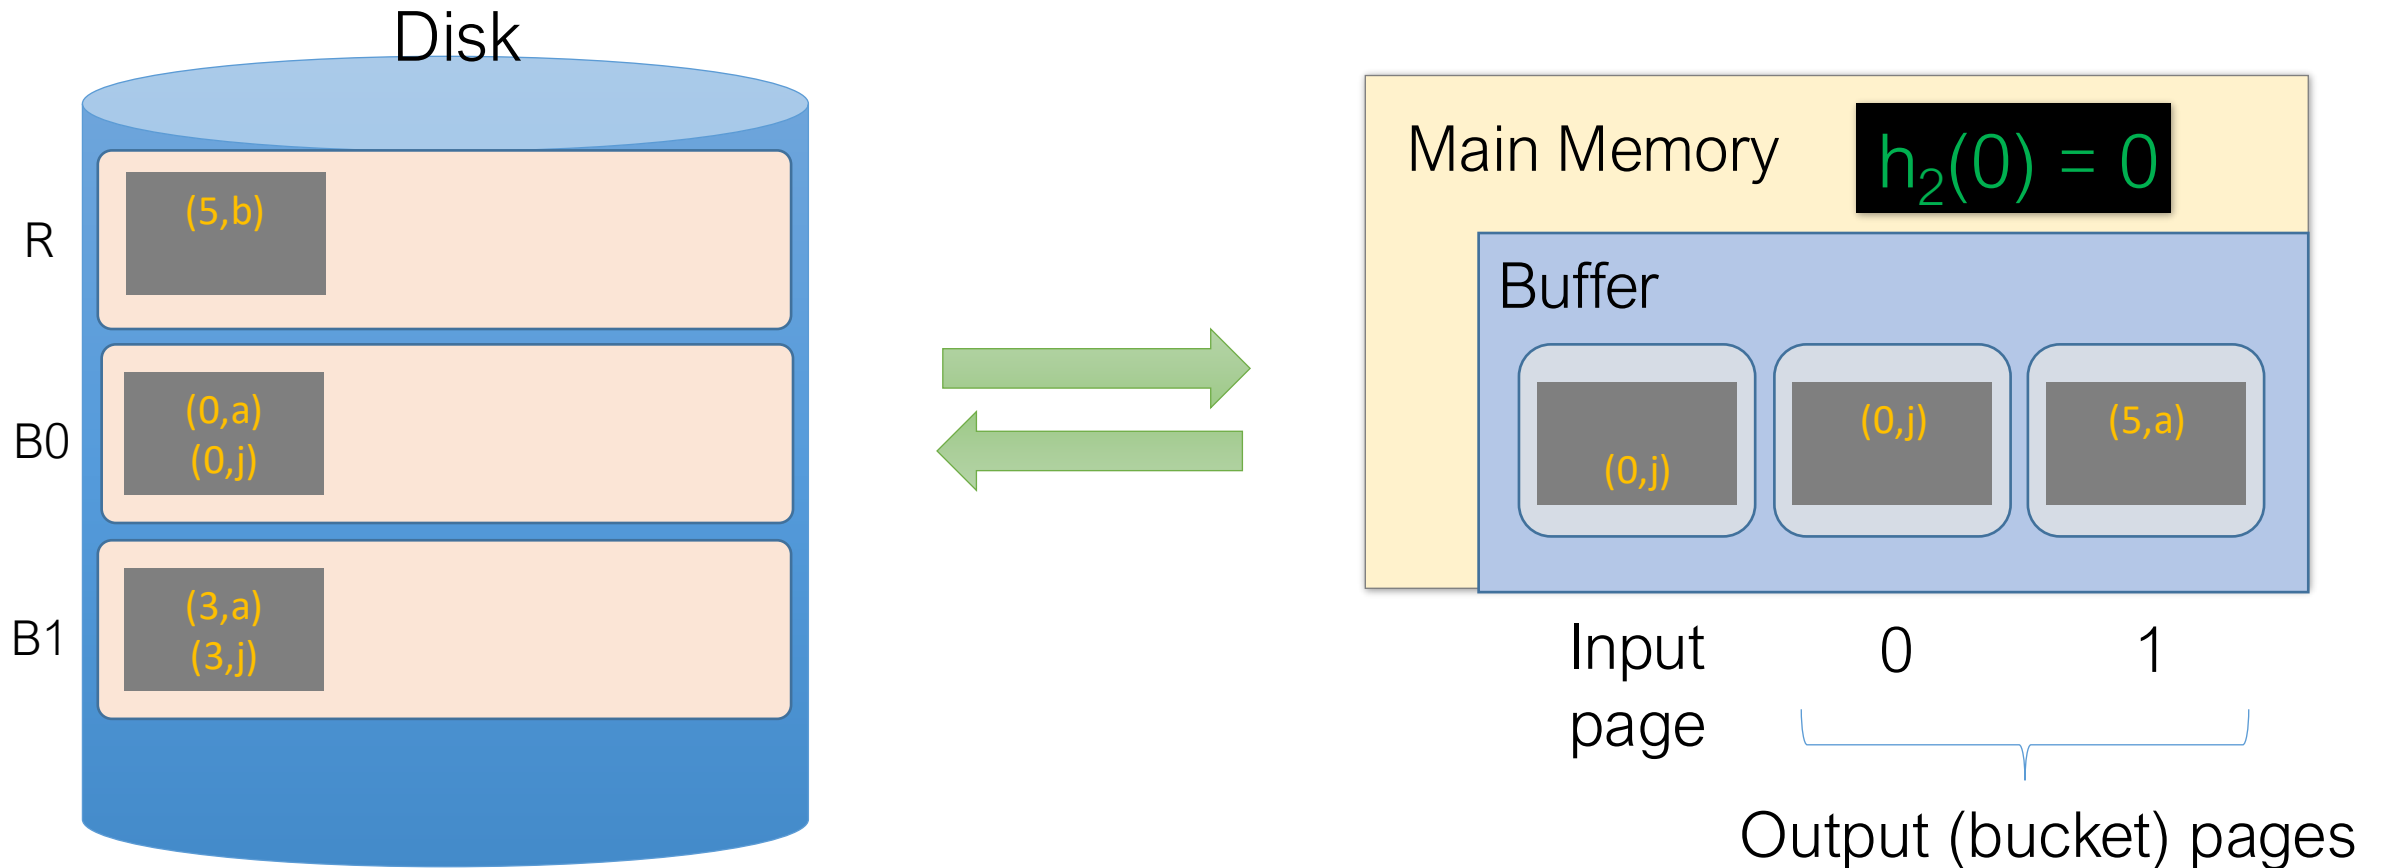 Disk
R
(5,b)
B0
(0,a)
(0,j)
B1
(3,a)
(3,j)
Main Memory
h₂(0) = 0
Buffer
(0,j)
(0,j)
(5,a)
Input
page
0
1
Output (bucket) pages